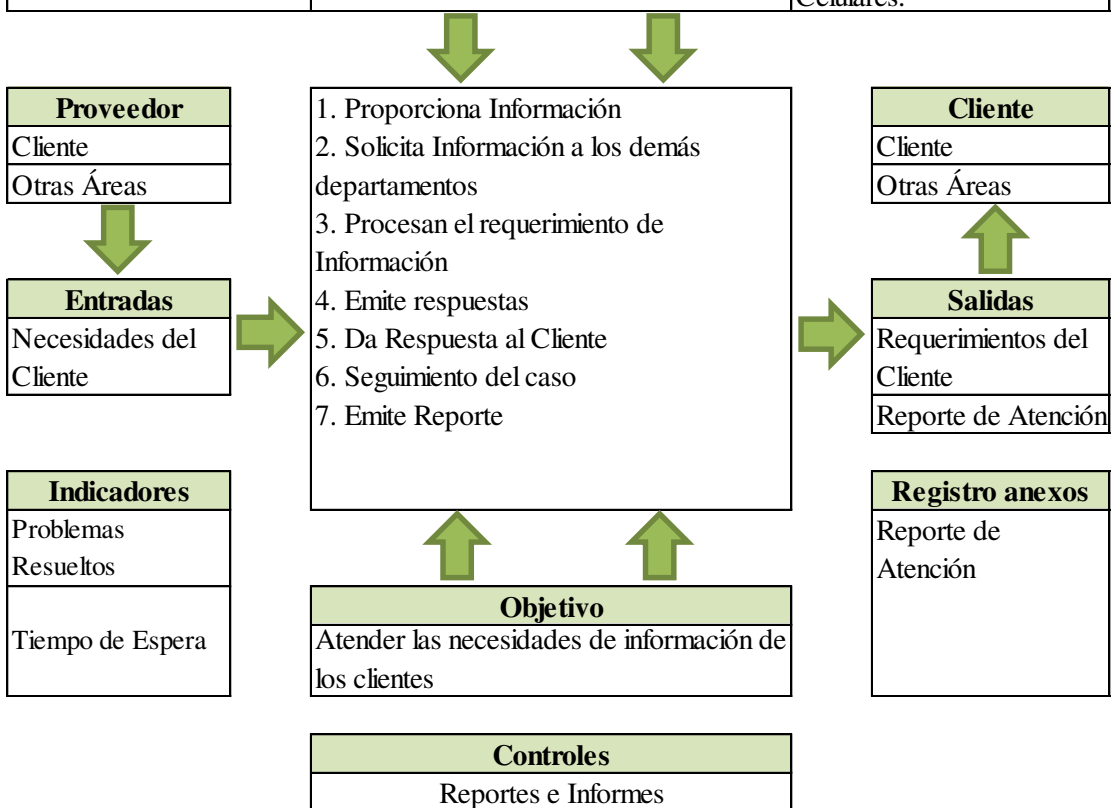 Celulares.
Proveedor
Cliente
Otras Áreas
Entradas
Necesidades del
Cliente
Indicadores
Problemas
Resueltos
Tiempo de Espera
1. Proporciona Información
2. Solicita Información a los demás
departamentos
3. Procesan el requerimiento de
Información
4. Emite respuestas
5. Da Respuesta al Cliente
6. Seguimiento del caso
7. Emite Reporte
Objetivo
Atender las necesidades de información de
los clientes
Controles
Reportes e Informes
Cliente
Cliente
Otras Áreas
Salidas
Requerimientos del
Cliente
Reporte de Atención
Registro anexos
Reporte de
Atención